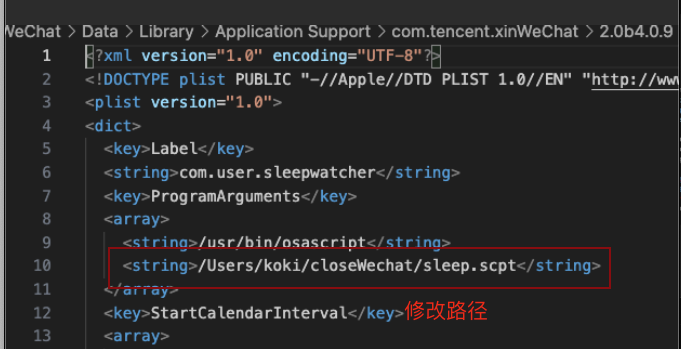 WeChat > Data > Library > Application Support > com.tencent.xinWeChat > 2.0b4.0.9
1 <?xml version="1.0" encoding="UTF-8"?>
2 <!DOCTYPE plist PUBLIC "-//Apple//DTD PLIST 1.0//EN" "http://www
3 <plist version="1.0">
4 <dict>
5 <key>Label</key>
6 <string>com.user.sleepwatcher</string>
7 <key>ProgramArguments</key>
8 <array>
9 <string>/usr/bin/osascript</string>
10 <string>/Users/koki/closeWechat/sleep.scpt</string>
11 </array>
12 <key>StartCalendarInterval</key>修改路径
13 <array>